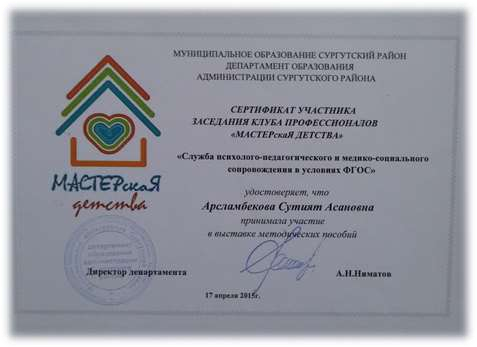 МУНИЦИПАЛЬНОЕ ОБРАЗОВАНИЕ СУРГУТСКИЙ РАЙОН
ДЕПАРТАМЕНТ ОБРАЗОВАНИЯ
АДМИНИСТРАЦИИ СУРГУТСКОГО РАЙОНА
СЕРТИФИКАТ УЧАСТНИКА
ЗАСЕДАНИЯ КЛУБА ПРОФЕССИОНАЛОВ
«МАСТЕРскаЯ ДЕТСТВА»
«Служба психолого-педагогического и медико-социального
сопровождения в условиях ФГОС»
МАСТЕРскаЯ
детства
удостоверяет, что
Арсламбекова Сутият Асановна
принимала участие
в выставке методических пособий
Директор департамента
А.Н.Ниматов
17 апреля 2015г.